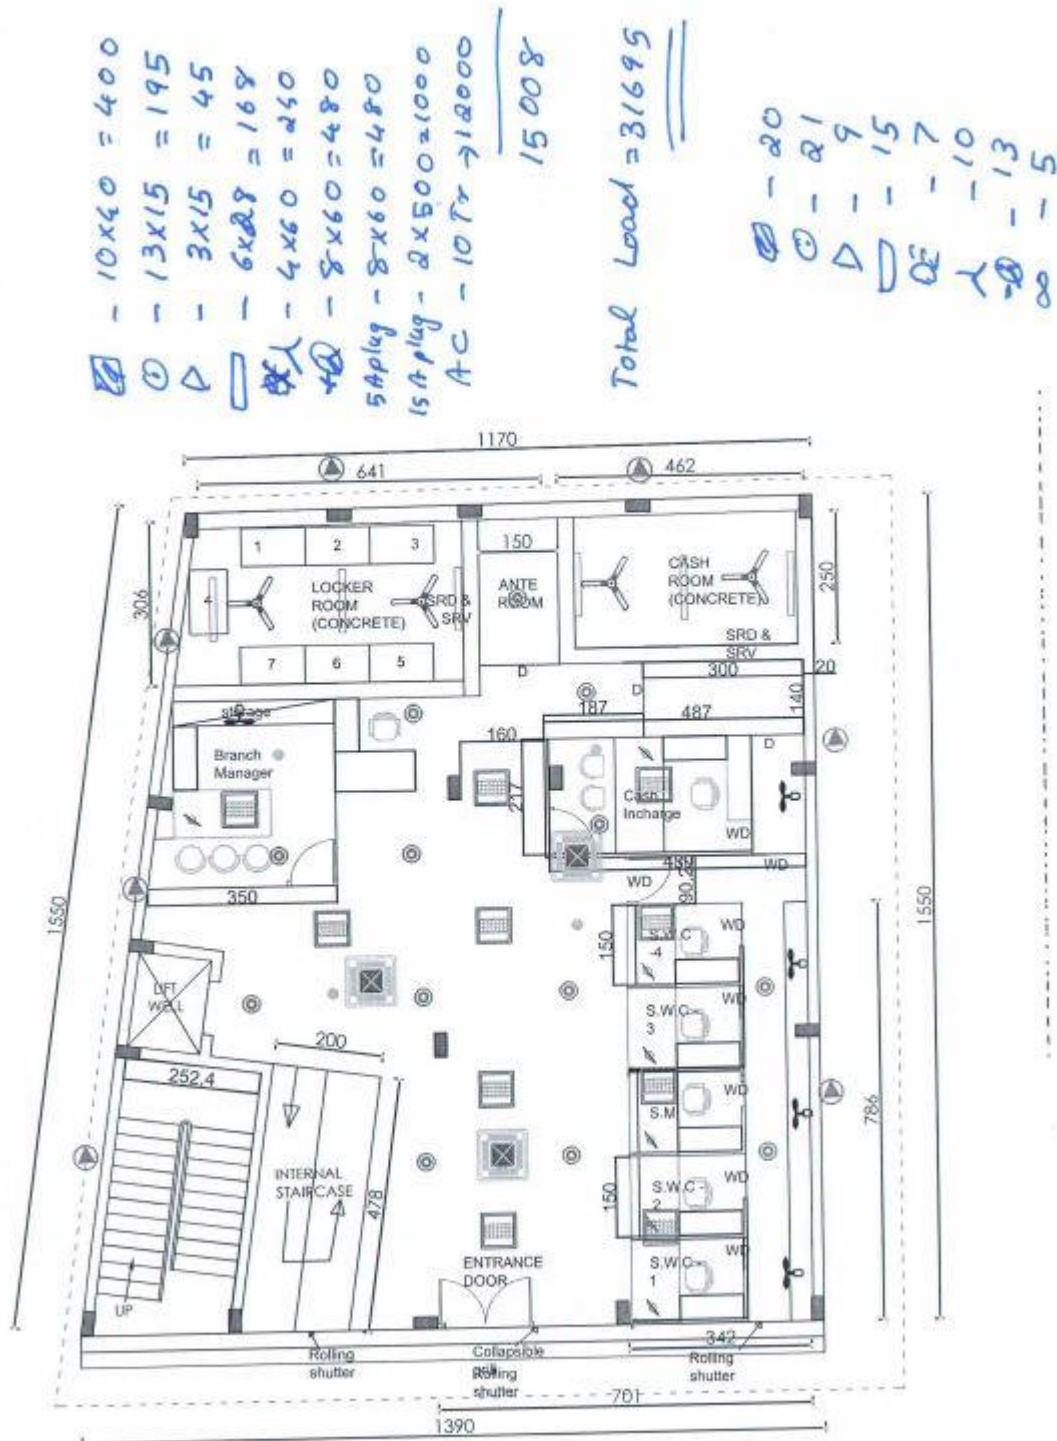 - 10x40 = 400
- 13x15 = 195
- 3x15 = 45
- 6x28 = 168
- 4x60 = 240
- 8x60 = 480
5A plug - 8x60 = 480
15A plug - 2x500 = 1000
AC - 10 Tr → 12000
15008
Total Load = 31695
- 20
- 21
- 9
- 15
- 7
- 10
- 13
- 5
1170
641
462
1
2
3
150
LOCKER
ROOM
(CONCRETE)
SRD &
SRV
ANTE
ROOM
CASH
ROOM
(CONCRETE)
250
306
4
7
6
5
SRD &
SRV
300
20
D
D
140
storage
187
487
160
D
Branch
Manager
217
Cash
Incharge
WD
WD
WD
350
1550
1550
150
S.W.C
-4
WD
LIFT
WELL
S.W.C -
3
WD
200
252,4
S.M
WD
786
INTERNAL
STAIRCASE
478
150
S.W.C -
2
WD
ENTRANCE
DOOR
S.W.C -
1
WD
UP
342
Rolling
shutter
Collapsible
Rolling
shutter
Rolling
shutter
701
1390